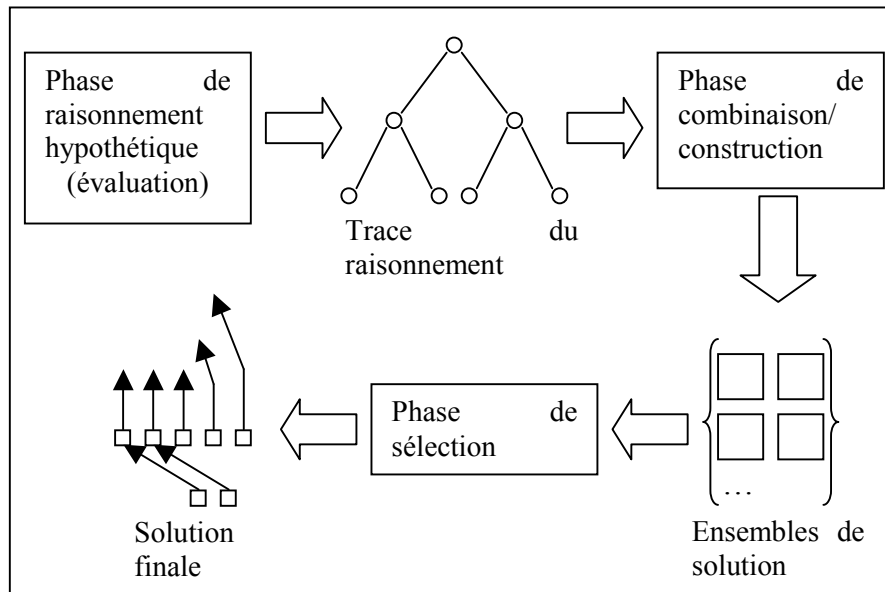 Phase de
raisonnement
hypothétique
(évaluation)
Trace du
raisonnement
Phase de
combinaison/
construction
Ensembles de
solution
...
Phase de
sélection
Solution
finale